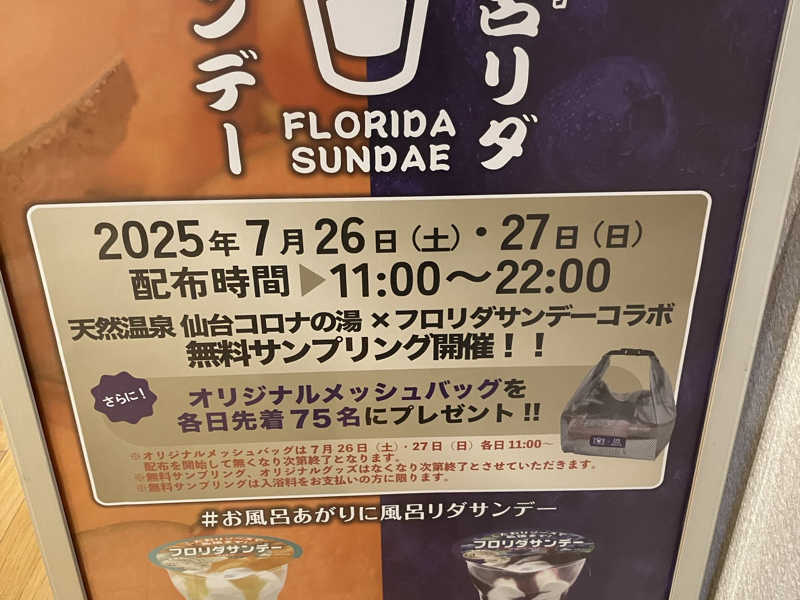 ンデー
呂リダ
FLORIDA
SUNDAE
2025年7月26日(土)・27日(日)
配布時間▶11:00～22:00
天然温泉 仙台コロナの湯×フロリダサンデーコラボ
無料サンプリング開催！！
さらに！
オリジナルメッシュバッグを
各日先着75名にプレゼント!!
※オリジナルメッシュバッグは7月26日(土)・27日(日)各日11:00～
配布を開始して無くなり次第終了となります。
※無料サンプリング、オリジナルグッズはなくなり次第終了とさせていただきます。
※無料サンプリングは入浴料をお支払いの方に限ります。
#お風呂あがりに風呂リダサンデー
フロリダサンデー
フロリダサンデー